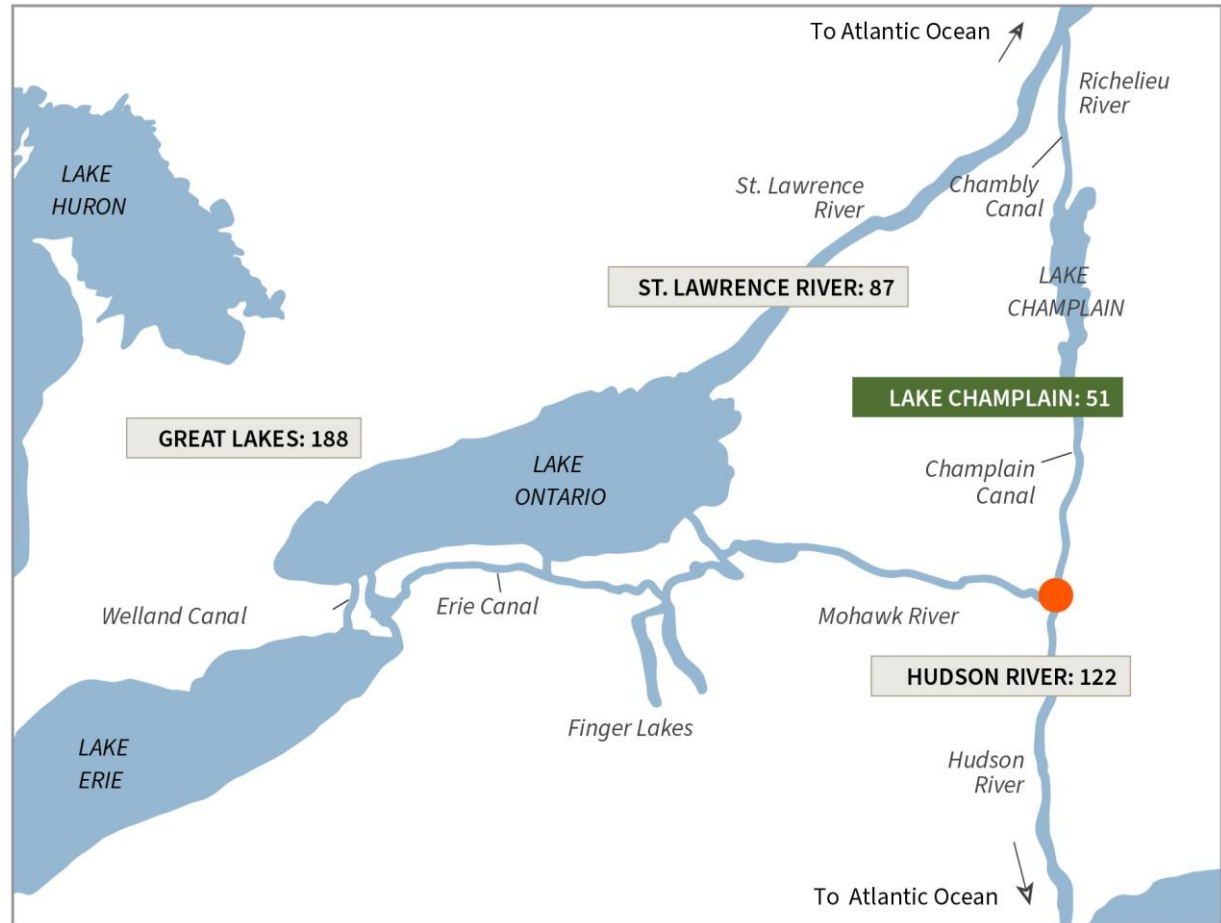 To Atlantic Ocean
Richelieu
River
LAKE
HURON
St. Lawrence
River
Chambly
Canal
ST. LAWRENCE RIVER: 87
LAKE
CHAMPLAIN
LAKE CHAMPLAIN: 51
GREAT LAKES: 188
LAKE
ONTARIO
Champlain
Canal
Welland Canal
Erie Canal
Mohawk River
HUDSON RIVER: 122
Finger Lakes
LAKE
ERIE
Hudson
River
To Atlantic Ocean